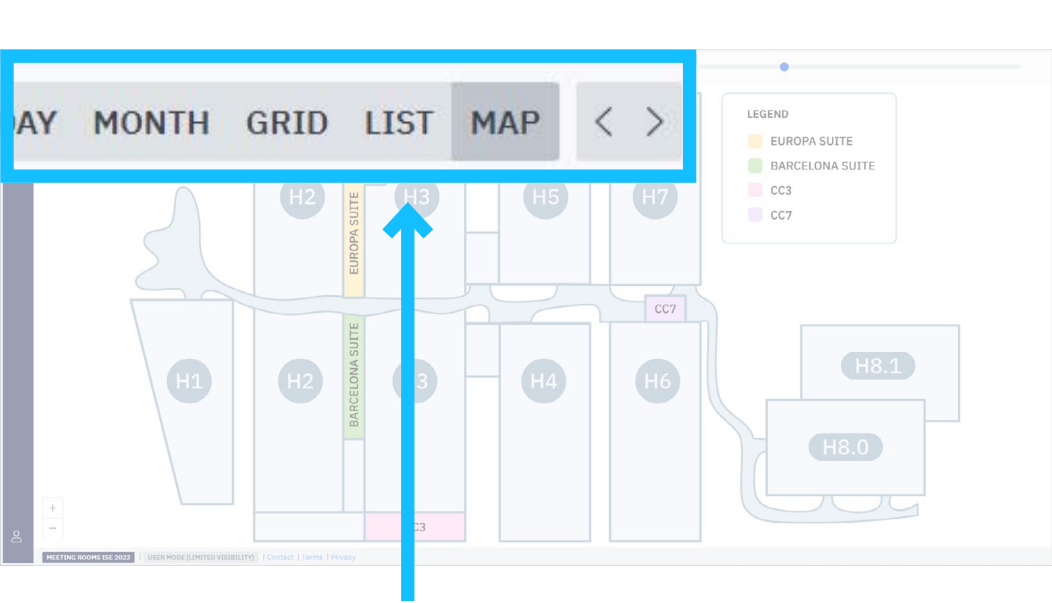 AY MONTH GRID LIST MAP
LEGEND
EUROPA SUITE
BARCELONA SUITE
CC3
CC7
H2
EUROPA SUITE
H3
H5
H7
CC7
H1
H2
BARCELONA SUITE
3
H4
H6
H8.1
H8.0
C3
MEETING ROOMS ISE 2023 | USER MODE (LIMITED VISIBILITY) | Contact | Terms | Privacy